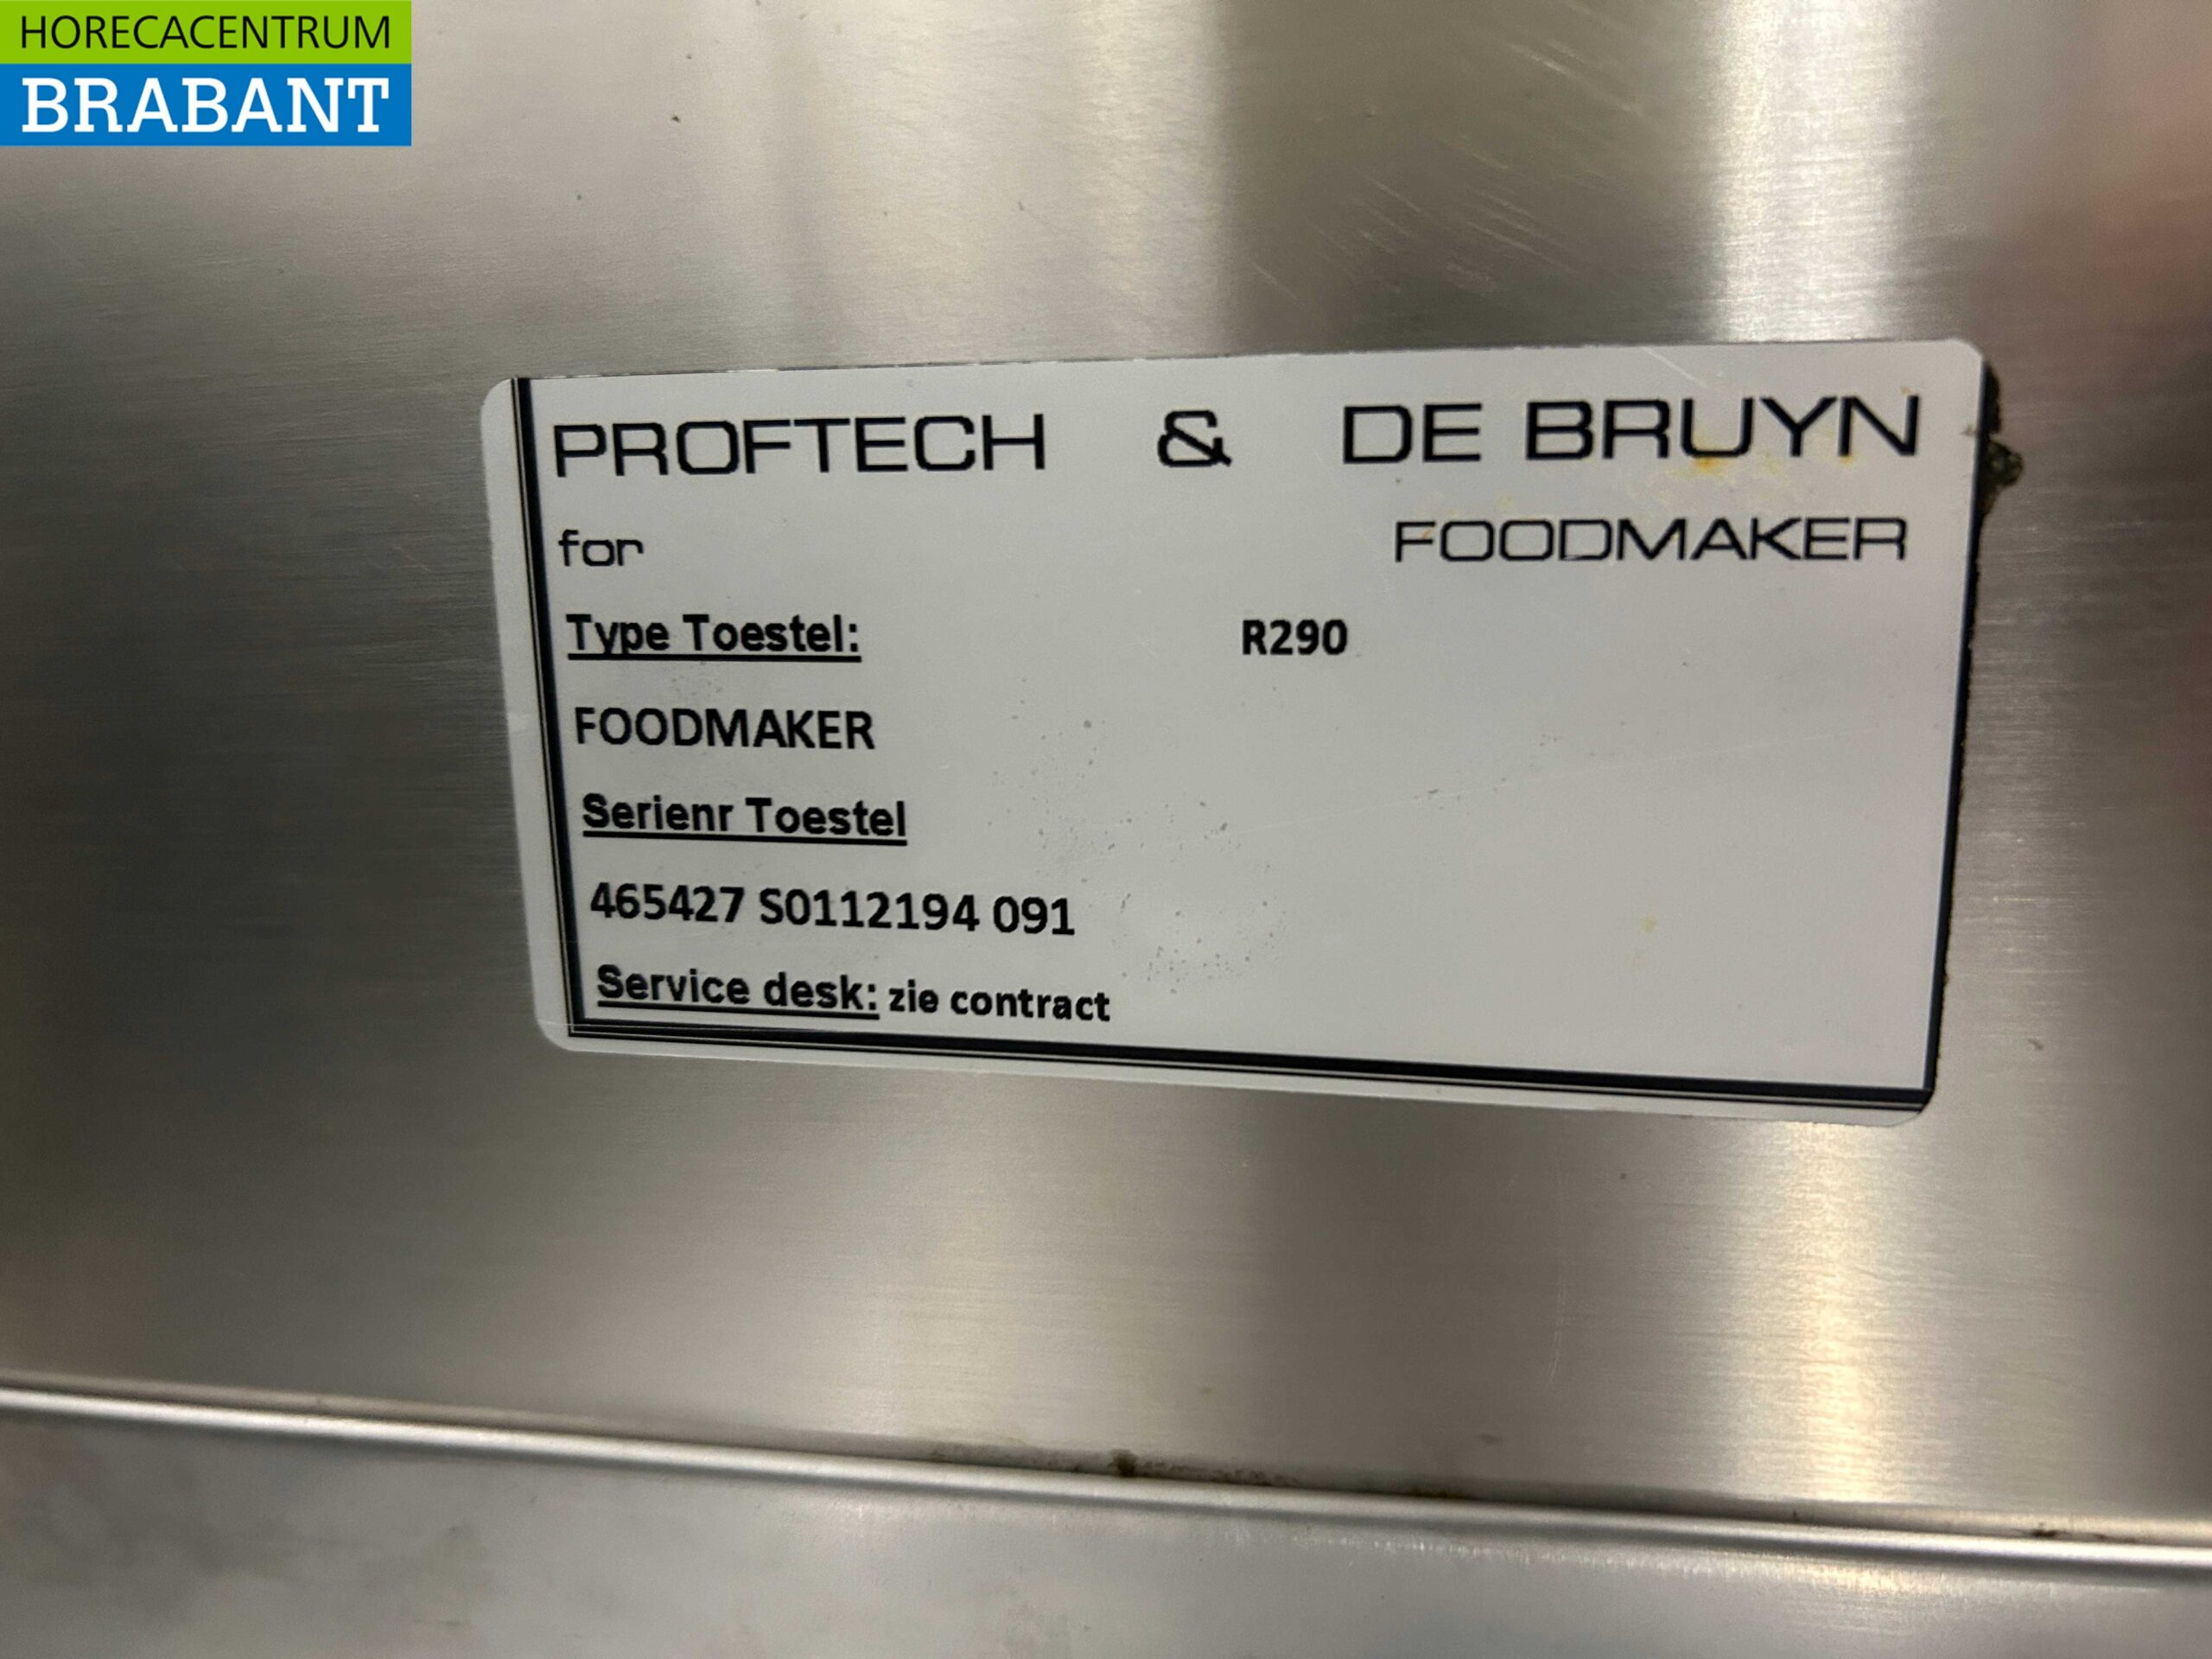 HORECACENTRUM
BRABANT
PROFTECH & DE BRUYN
for FOODMAKER
Type Toestel: R290
FOODMAKER
Serienr Toestel
465427 S0112194 091
Service desk: zie contract